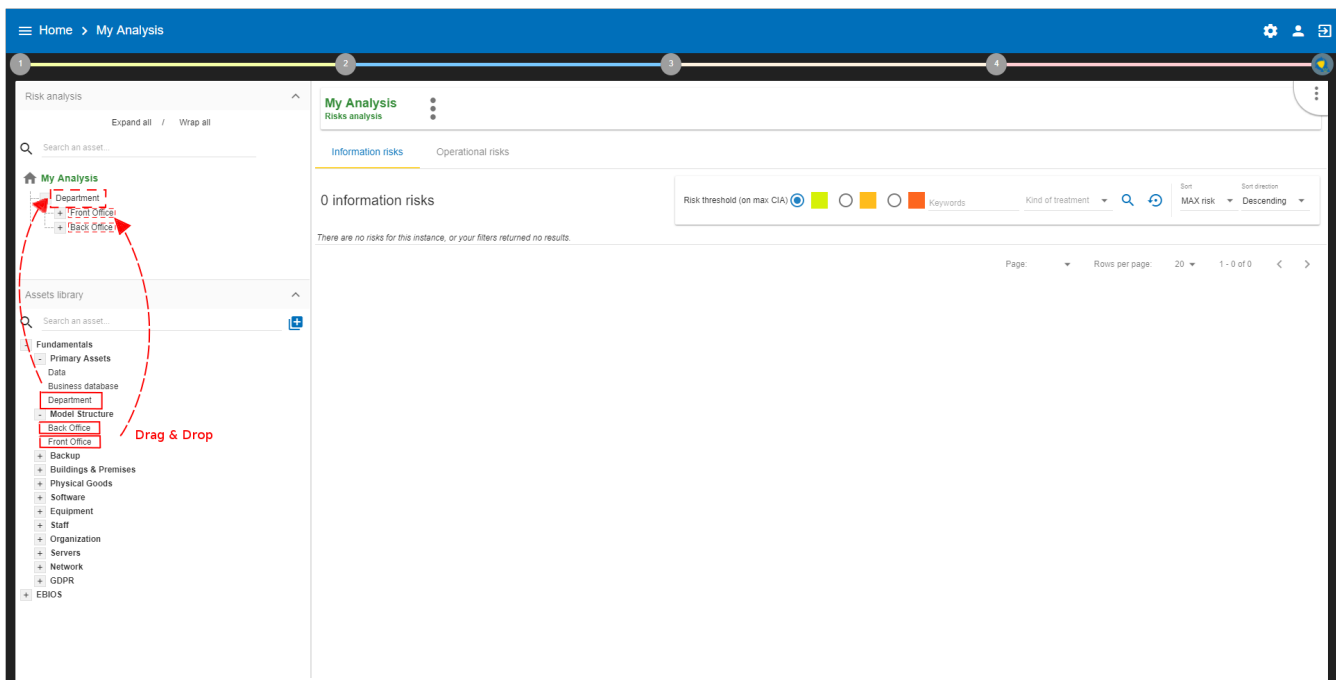 Home > My Analysis
1 2 3 4
Risk analysis
Expand all / Wrap all
Search an asset...
My Analysis
Department
+ Front Office
+ Back Office
Assets library
Search an asset...
- Fundamentals
- Primary Assets
Data
Business database
Department
- Model Structure
Back Office
Front Office
+ Backup
+ Buildings & Premises
+ Physical Goods
+ Software
+ Equipment
+ Staff
+ Organization
+ Servers
+ Network
+ GDPR
+ EBIOS
Drag & Drop
My Analysis
Risks analysis
Information risks Operational risks
0 information risks
Risk threshold (on max CIA) Keywords Kind of treatment
Sort Sort direction
MAX risk Descending
There are no risks for this instance, or your filters returned no results.
Page: Rows per page: 20 1 - 0 of 0 < >